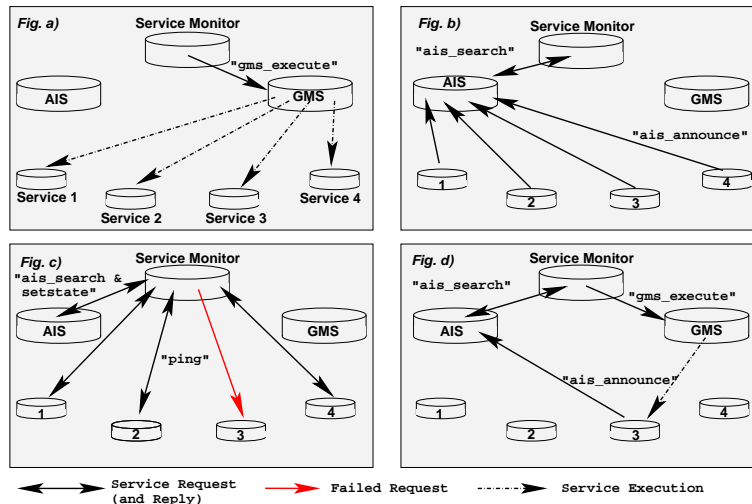 Fig. a)
Service Monitor
"gms_execute"
AIS
GMS
Service 1
Service 2
Service 3
Service 4
Fig. b)
Service Monitor
"ais_search"
AIS
GMS
"ais_announce"
1
2
3
4
Fig. c)
Service Monitor
"ais_search &
setstate"
AIS
GMS
"ping"
1
2
3
4
Fig. d)
Service Monitor
"ais_search"
"gms_execute"
AIS
GMS
"ais_announce"
1
2
3
4
Service Request
(and Reply)
Failed Request
Service Execution